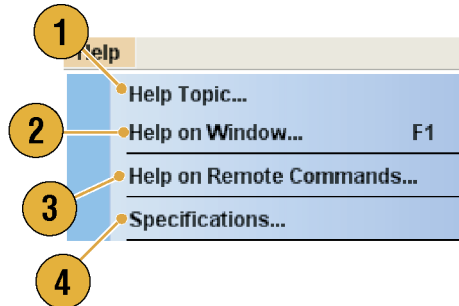 1
Help
Help Topic...
2
Help on Window... F1
3
Help on Remote Commands...
Specifications...
4